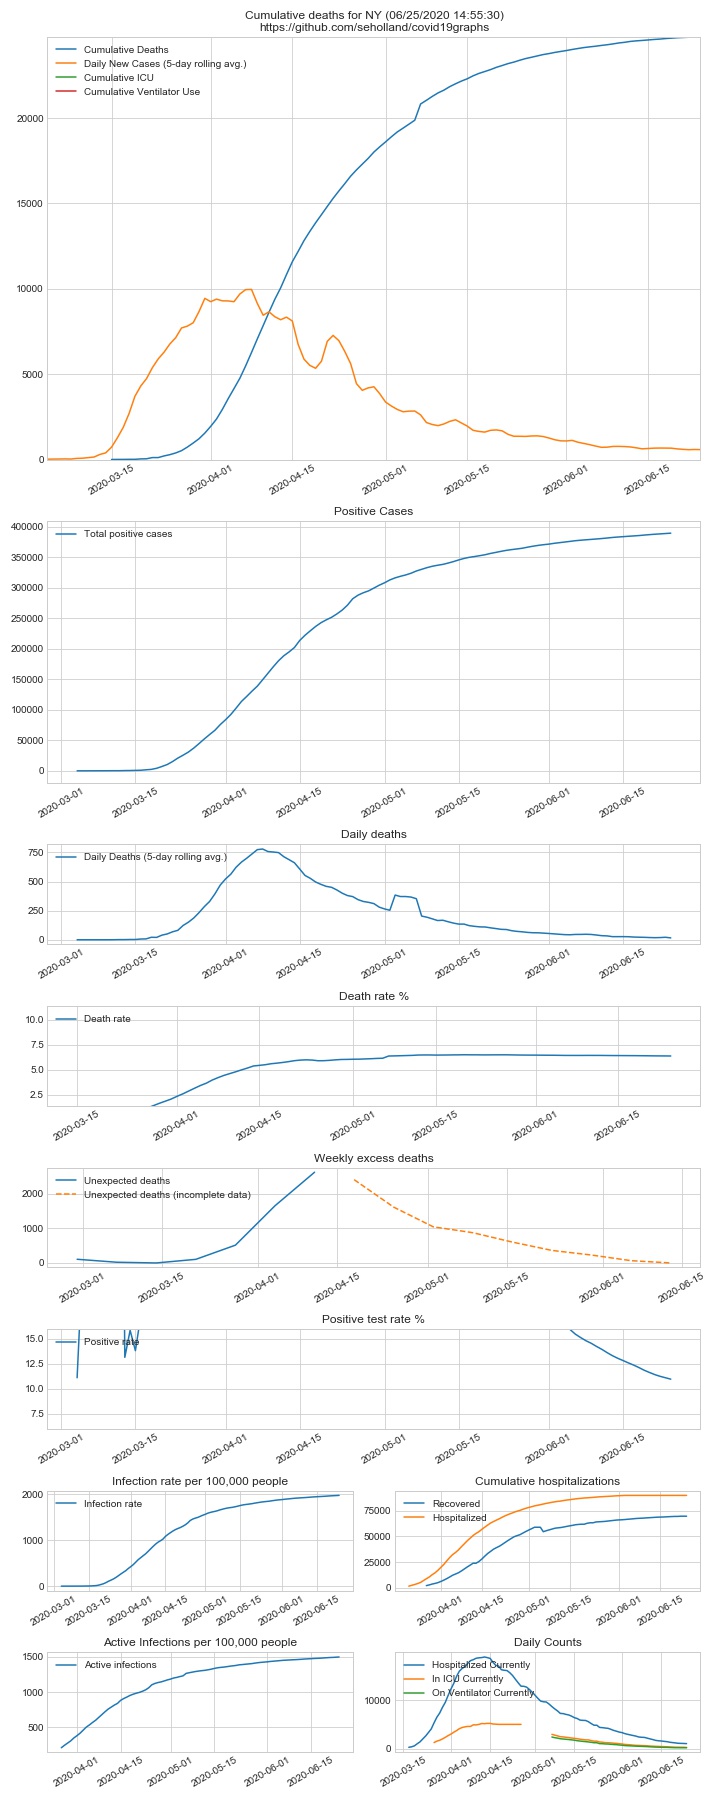 Cumulative deaths for NY (06/25/2020 14:55:30)
https://github.com/seholland/covid19graphs
Cumulative Deaths
Daily New Cases (5-day rolling avg.)
Cumulative ICU
Cumulative Ventilator Use
20000
15000
10000
5000
0
2020-03-15 2020-04-01 2020-04-15 2020-05-01 2020-05-15 2020-06-01 2020-06-15
Positive Cases
Total positive cases
400000
350000
300000
250000
200000
150000
100000
50000
0
2020-03-01 2020-03-15 2020-04-01 2020-04-15 2020-05-01 2020-05-15 2020-06-01 2020-06-15
Daily deaths
Daily Deaths (5-day rolling avg.)
750
500
250
0
2020-03-01 2020-03-15 2020-04-01 2020-04-15 2020-05-01 2020-05-15 2020-06-01 2020-06-15
Death rate %
Death rate
10.0
7.5
5.0
2.5
2020-03-15 2020-04-01 2020-04-15 2020-05-01 2020-05-15 2020-06-01 2020-06-15
Weekly excess deaths
Unexpected deaths
Unexpected deaths (incomplete data)
2000
1000
0
2020-03-01 2020-03-15 2020-04-01 2020-04-15 2020-05-01 2020-05-15 2020-06-01 2020-06-15
Positive test rate %
Positive rate
15.0
12.5
10.0
7.5
2020-03-01 2020-03-15 2020-04-01 2020-04-15 2020-05-01 2020-05-15 2020-06-01 2020-06-15
Infection rate per 100,000 people
Infection rate
2000
1000
0
2020-03-01 2020-03-15 2020-04-01 2020-04-15 2020-05-01 2020-05-15 2020-06-01 2020-06-15
Cumulative hospitalizations
Recovered
Hospitalized
75000
50000
25000
0
2020-04-01 2020-04-15 2020-05-01 2020-05-15 2020-06-01 2020-06-15
Active Infections per 100,000 people
Active infections
1500
1000
500
2020-04-01 2020-04-15 2020-05-01 2020-05-15 2020-06-01 2020-06-15
Daily Counts
Hospitalized Currently
In ICU Currently
On Ventilator Currently
10000
0
2020-03-15 2020-04-01 2020-04-15 2020-05-01 2020-05-15 2020-06-01 2020-06-15